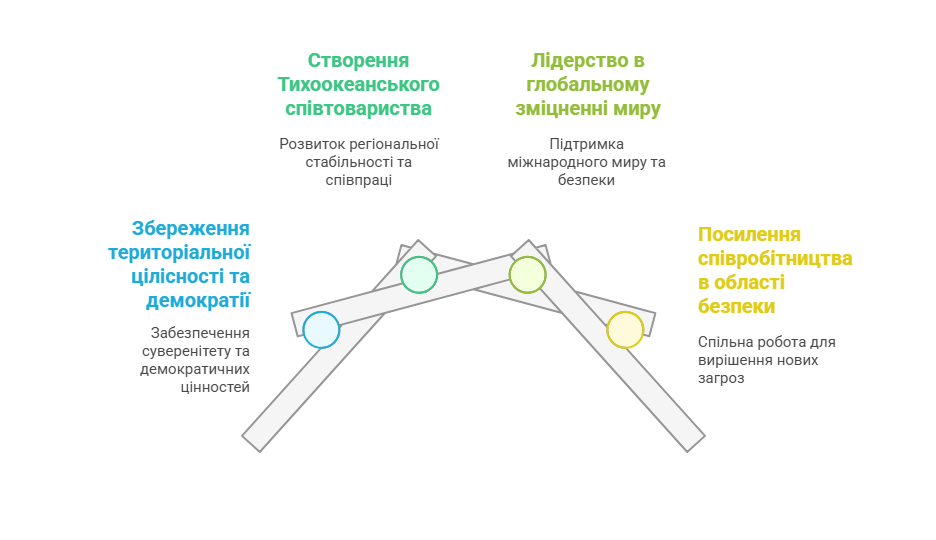 Створення
Тихоокеанського
співтовариства
Розвиток регіональної
стабільності та
співпраці
Лідерство в
глобальному
зміцненні миру
Підтримка
міжнародного миру та
безпеки
Збереження
територіальної
цілісності та
демократії
Забезпечення
суверенітету та
демократичних
цінностей
Посилення
співробітництва
в області
безпеки
Спільна робота для
вирішення нових
загроз